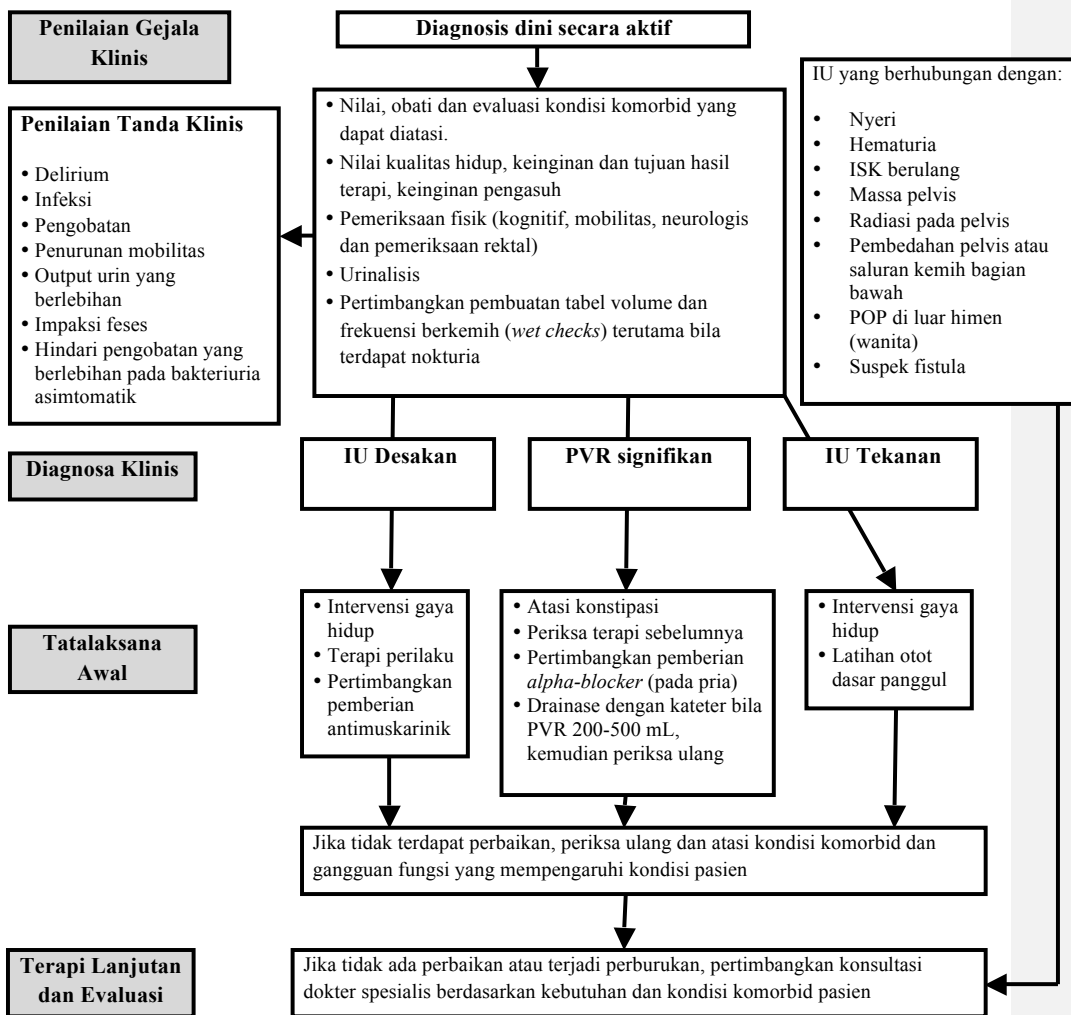 Penilaian Gejala
Klinis
Diagnosis dini secara aktif
IU yang berhubungan dengan:
• Nyeri
• Hematuria
• ISK berulang
• Massa pelvis
• Radiasi pada pelvis
• Pembedahan pelvis atau
saluran kemih bagian
bawah
• POP di luar himen
(wanita)
• Suspek fistula
• Nilai, obati dan evaluasi kondisi komorbid yang
dapat diatasi.
• Nilai kualitas hidup, keinginan dan tujuan hasil
terapi, keinginan pengasuh
• Pemeriksaan fisik (kognitif, mobilitas, neurologis
dan pemeriksaan rektal)
• Urinalisis
• Pertimbangkan pembuatan tabel volume dan
frekuensi berkemih (wet checks) terutama bila
terdapat nokturia
Penilaian Tanda Klinis
• Delirium
• Infeksi
• Pengobatan
• Penurunan mobilitas
• Output urin yang
berlebihan
• Impaksi feses
• Hindari pengobatan yang
berlebihan pada bakteriuria
asimtomatik
Diagnosa Klinis
IU Desakan
PVR signifikan
IU Tekanan
Tatalaksana
Awal
• Intervensi gaya
hidup
• Terapi perilaku
• Pertimbangkan
pemberian
antimuskarinik
• Atasi konstipasi
• Periksa terapi sebelumnya
• Pertimbangkan pemberian
alpha-blocker (pada pria)
• Drainase dengan kateter bila
PVR 200-500 mL,
kemudian periksa ulang
• Intervensi gaya
hidup
• Latihan otot
dasar panggul
Jika tidak terdapat perbaikan, periksa ulang dan atasi kondisi komorbid dan
gangguan fungsi yang mempengaruhi kondisi pasien
Terapi Lanjutan
dan Evaluasi
Jika tidak ada perbaikan atau terjadi perburukan, pertimbangkan konsultasi
dokter spesialis berdasarkan kebutuhan dan kondisi komorbid pasien